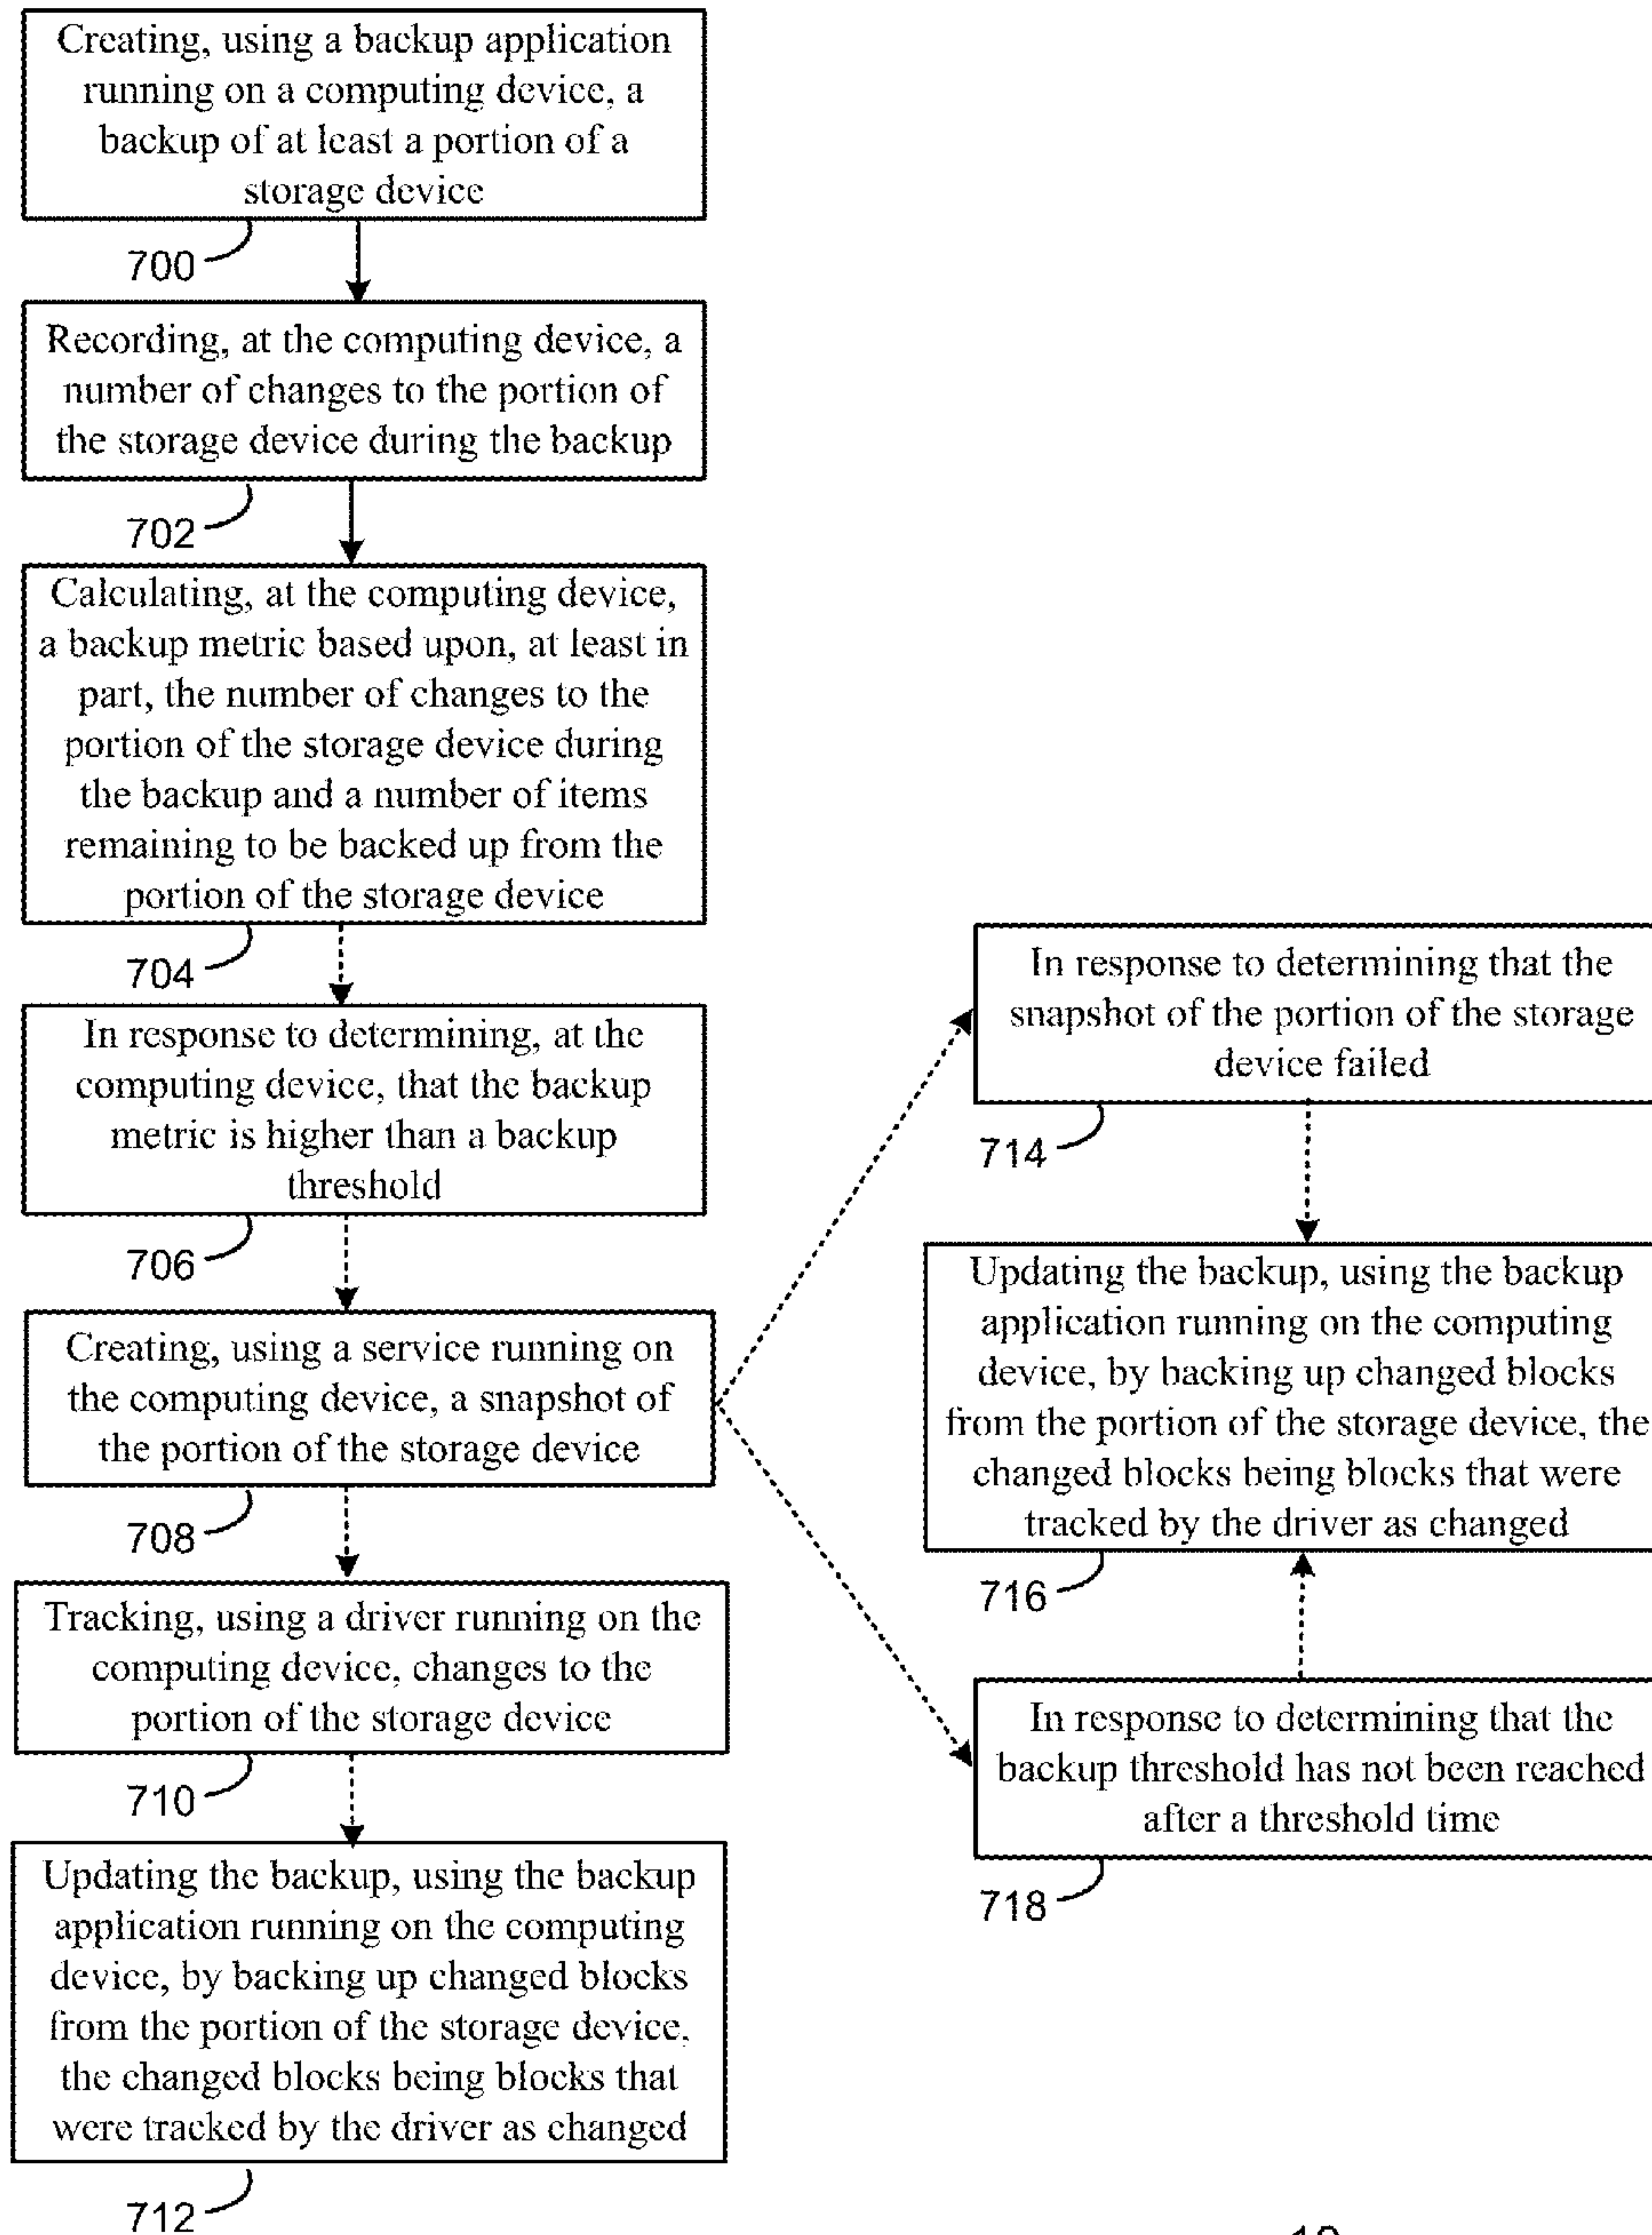 Creating, using a backup application
running on a computing device, a
backup of at least a portion of a
storage device
700
Recording, at the computing device, a
number of changes to the portion of
the storage device during the backup
702
Calculating, at the computing device,
a backup metric based upon, at least in
part, the number of changes to the
portion of the storage device during
the backup and a number of items
remaining to be backed up from the
portion of the storage device
704
In response to determining, at the
computing device, that the backup
metric is higher than a backup
threshold
706
Creating, using a service running on
the computing device, a snapshot of
the portion of the storage device
708
Tracking, using a driver running on the
computing device, changes to the
portion of the storage device
710
Updating the backup, using the backup
application running on the computing
device, by backing up changed blocks
from the portion of the storage device,
the changed blocks being blocks that
were tracked by the driver as changed
712
In response to determining that the
snapshot of the portion of the storage
device failed
714
Updating the backup, using the backup
application running on the computing
device, by backing up changed blocks
from the portion of the storage device, the
changed blocks being blocks that were
tracked by the driver as changed
716
In response to determining that the
backup threshold has not been reached
after a threshold time
718